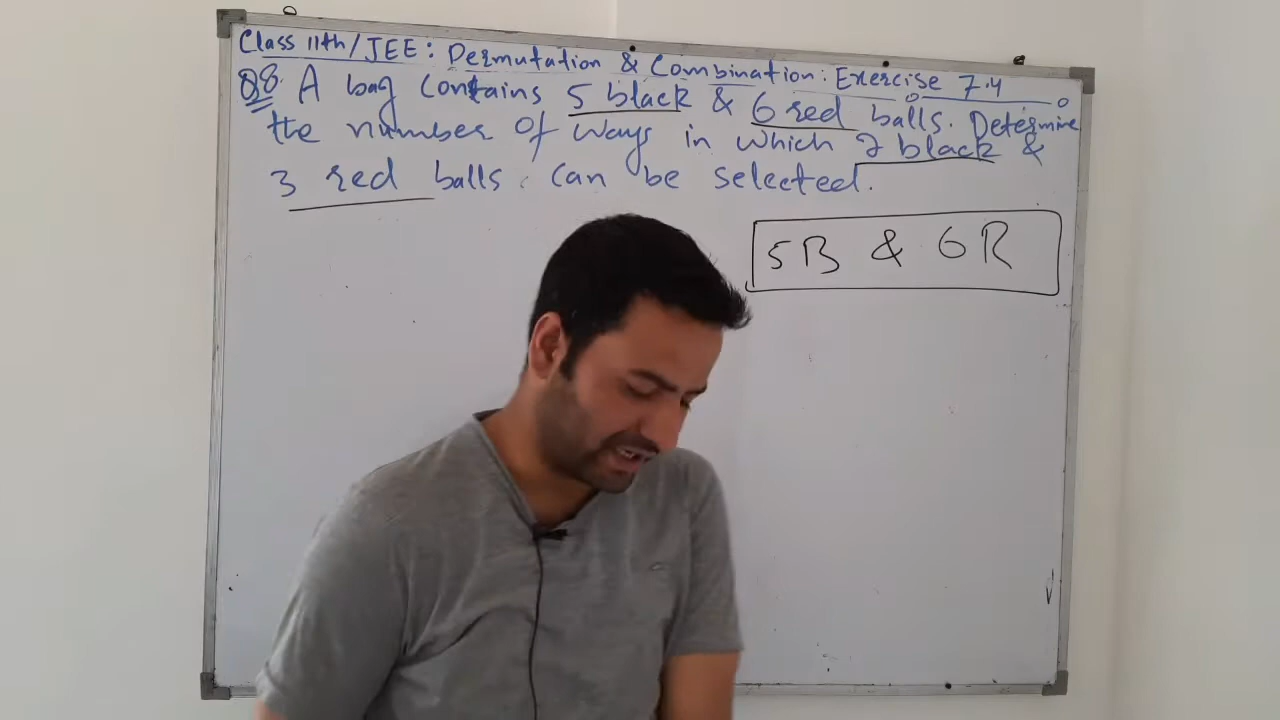 Class 11th/JEE: Permutation & Combination: Exercise 7.4
Q8. A bag contains 5 black & 6 red balls. Determine
the number of ways in which 2 black &
3 red balls can be selected.
5B & 6R